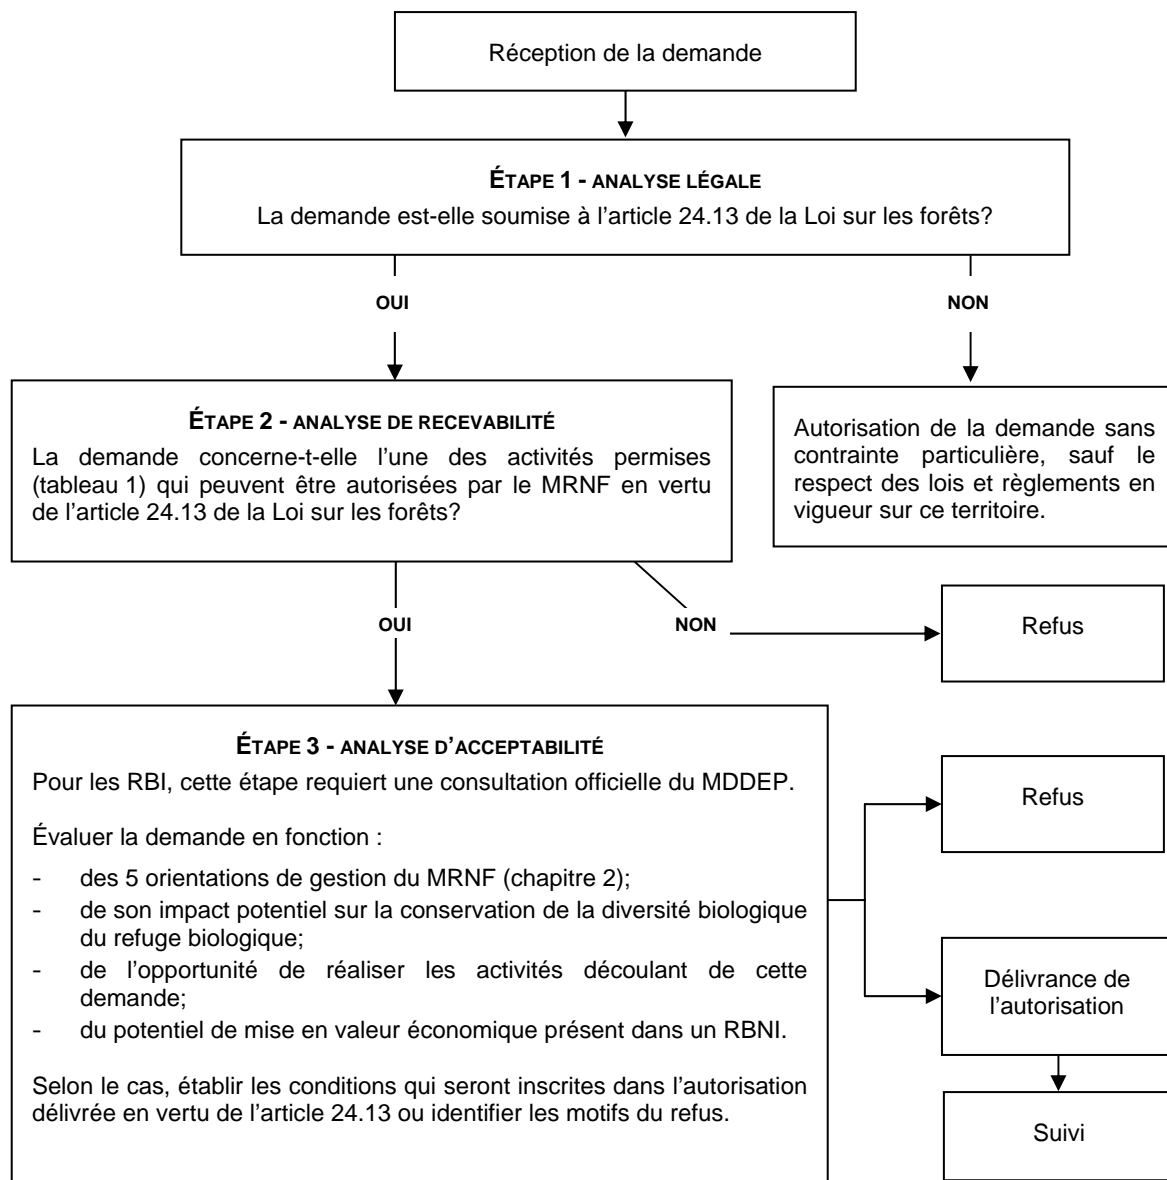 Réception de la demande
ÉTAPE 1 - ANALYSE LÉGALE
La demande est-elle soumise à l'article 24.13 de la Loi sur les forêts?
OUI
NON
ÉTAPE 2 - ANALYSE DE RECEVABILITÉ
La demande concerne-t-elle l'une des activités permises
(tableau 1) qui peuvent être autorisées par le MRNF en vertu
de l'article 24.13 de la Loi sur les forêts?
Autorisation de la demande sans
contrainte particulière, sauf le
respect des lois et règlements en
vigueur sur ce territoire.
OUI
NON
Refus
ÉTAPE 3 - ANALYSE D'ACCEPTABILITÉ
Pour les RBI, cette étape requiert une consultation officielle du MDDEP.
Évaluer la demande en fonction :
- des 5 orientations de gestion du MRNF (chapitre 2);
- de son impact potentiel sur la conservation de la diversité biologique
du refuge biologique;
- de l'opportunité de réaliser les activités découlant de cette
demande;
- du potentiel de mise en valeur économique présent dans un RBNI.
Selon le cas, établir les conditions qui seront inscrites dans l'autorisation
délivrée en vertu de l'article 24.13 ou identifier les motifs du refus.
Refus
Délivrance de
l'autorisation
Suivi